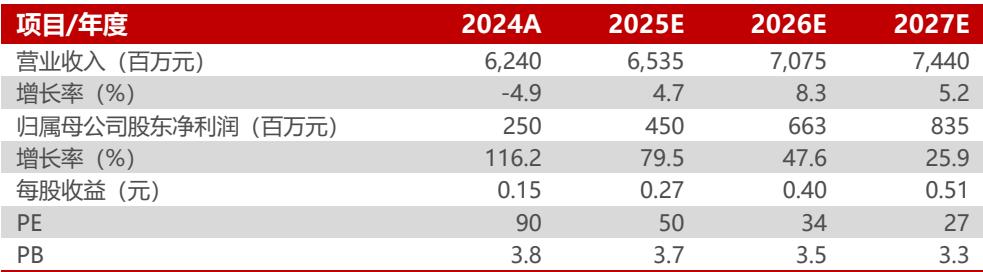 项目/年度 2024A 2025E 2026E 2027E
营业收入（百万元） 6,240 6,535 7,075 7,440
增长率（%） -4.9 4.7 8.3 5.2
归属母公司股东净利润（百万元） 250 450 663 835
增长率（%） 116.2 79.5 47.6 25.9
每股收益（元） 0.15 0.27 0.40 0.51
PE 90 50 34 27
PB 3.8 3.7 3.5 3.3